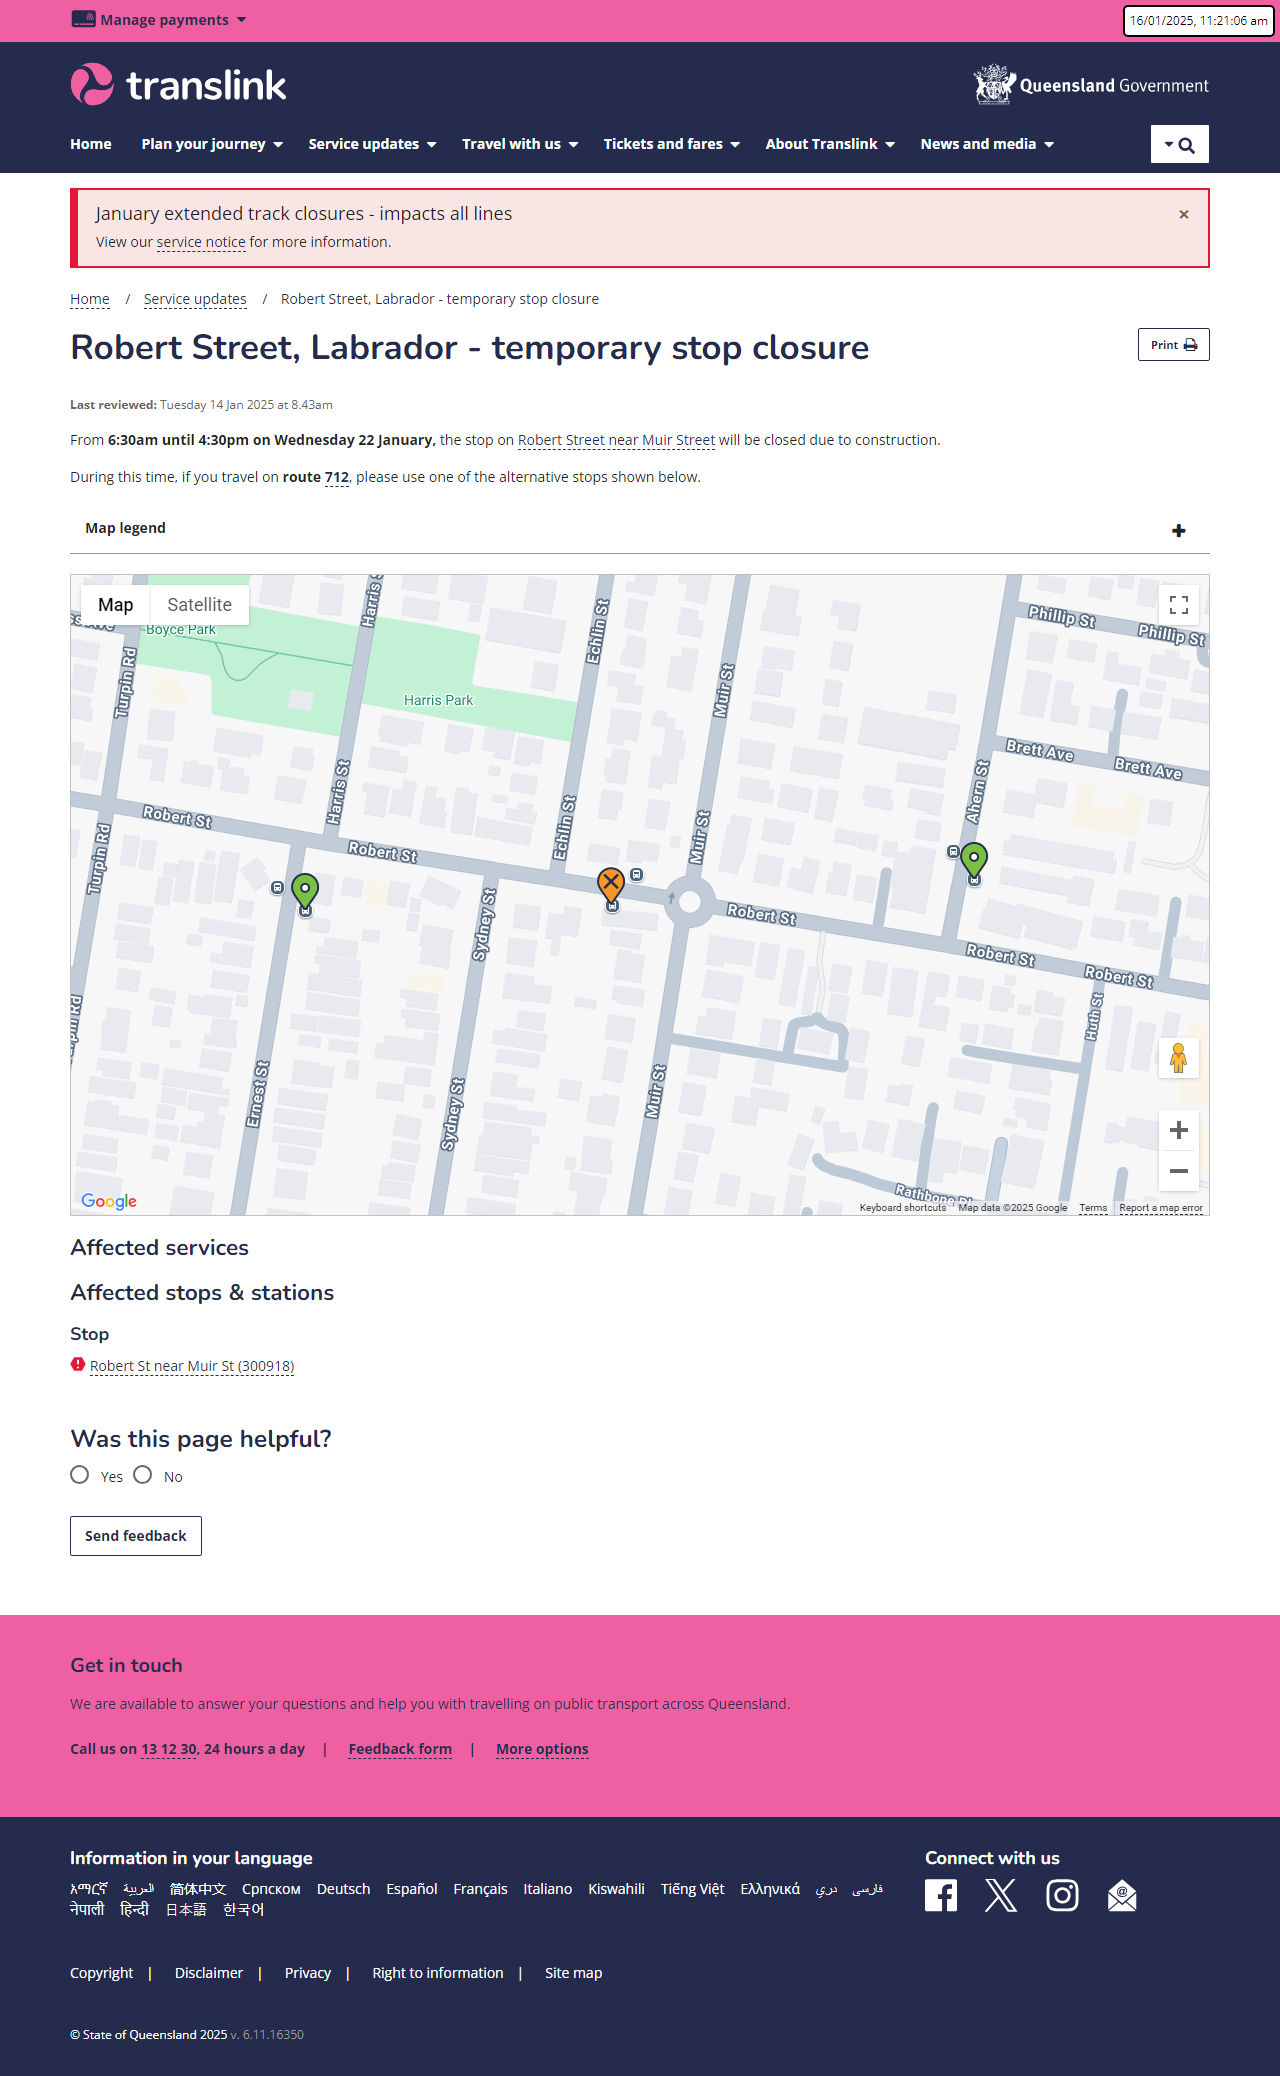 Manage payments
16/01/2025, 11:21:06 am
translink
Queensland Government
Home Plan your journey Service updates Travel with us Tickets and fares About Translink News and media
January extended track closures - impacts all lines
×
View our service notice for more information.
Home / Service updates / Robert Street, Labrador - temporary stop closure
Robert Street, Labrador - temporary stop closure
Print
Last reviewed: Tuesday 14 Jan 2025 at 8.43am
From 6:30am until 4:30pm on Wednesday 22 January, the stop on Robert Street near Muir Street will be closed due to construction.
During this time, if you travel on route 712, please use one of the alternative stops shown below.
Map legend
Map Satellite
Boyce Park
Harris Park
Harris St
Echlin St
Muir St
Phillip St
Phillip St
Turpin Rd
Brett Ave
Brett Ave
Harris St
Ahern St
Robert St
Echlin St
Muir St
Turpin Rd
Robert St
Robert St
Sydney St
Robert St
Robert St
Huth St
Ernest St
Sydney St
Muir St
Google
Keyboard shortcuts Map data ©2025 Google Terms Report a map error
Affected services
Affected stops & stations
Stop
Robert St near Muir St (300918)
Was this page helpful?
Yes No
Send feedback
Get in touch
We are available to answer your questions and help you with travelling on public transport across Queensland.
Call us on 13 12 30, 24 hours a day | Feedback form | More options
Information in your language
Connect with us
አማርኛ العربية 简体中文 Српском Deutsch Español Français Italiano Kiswahili Tiếng Việt Ελληνικά دري فارسی
नेपाली हिन्दी 日本語 한국어
Copyright | Disclaimer | Privacy | Right to information | Site map
© State of Queensland 2025 v. 6.11.16350